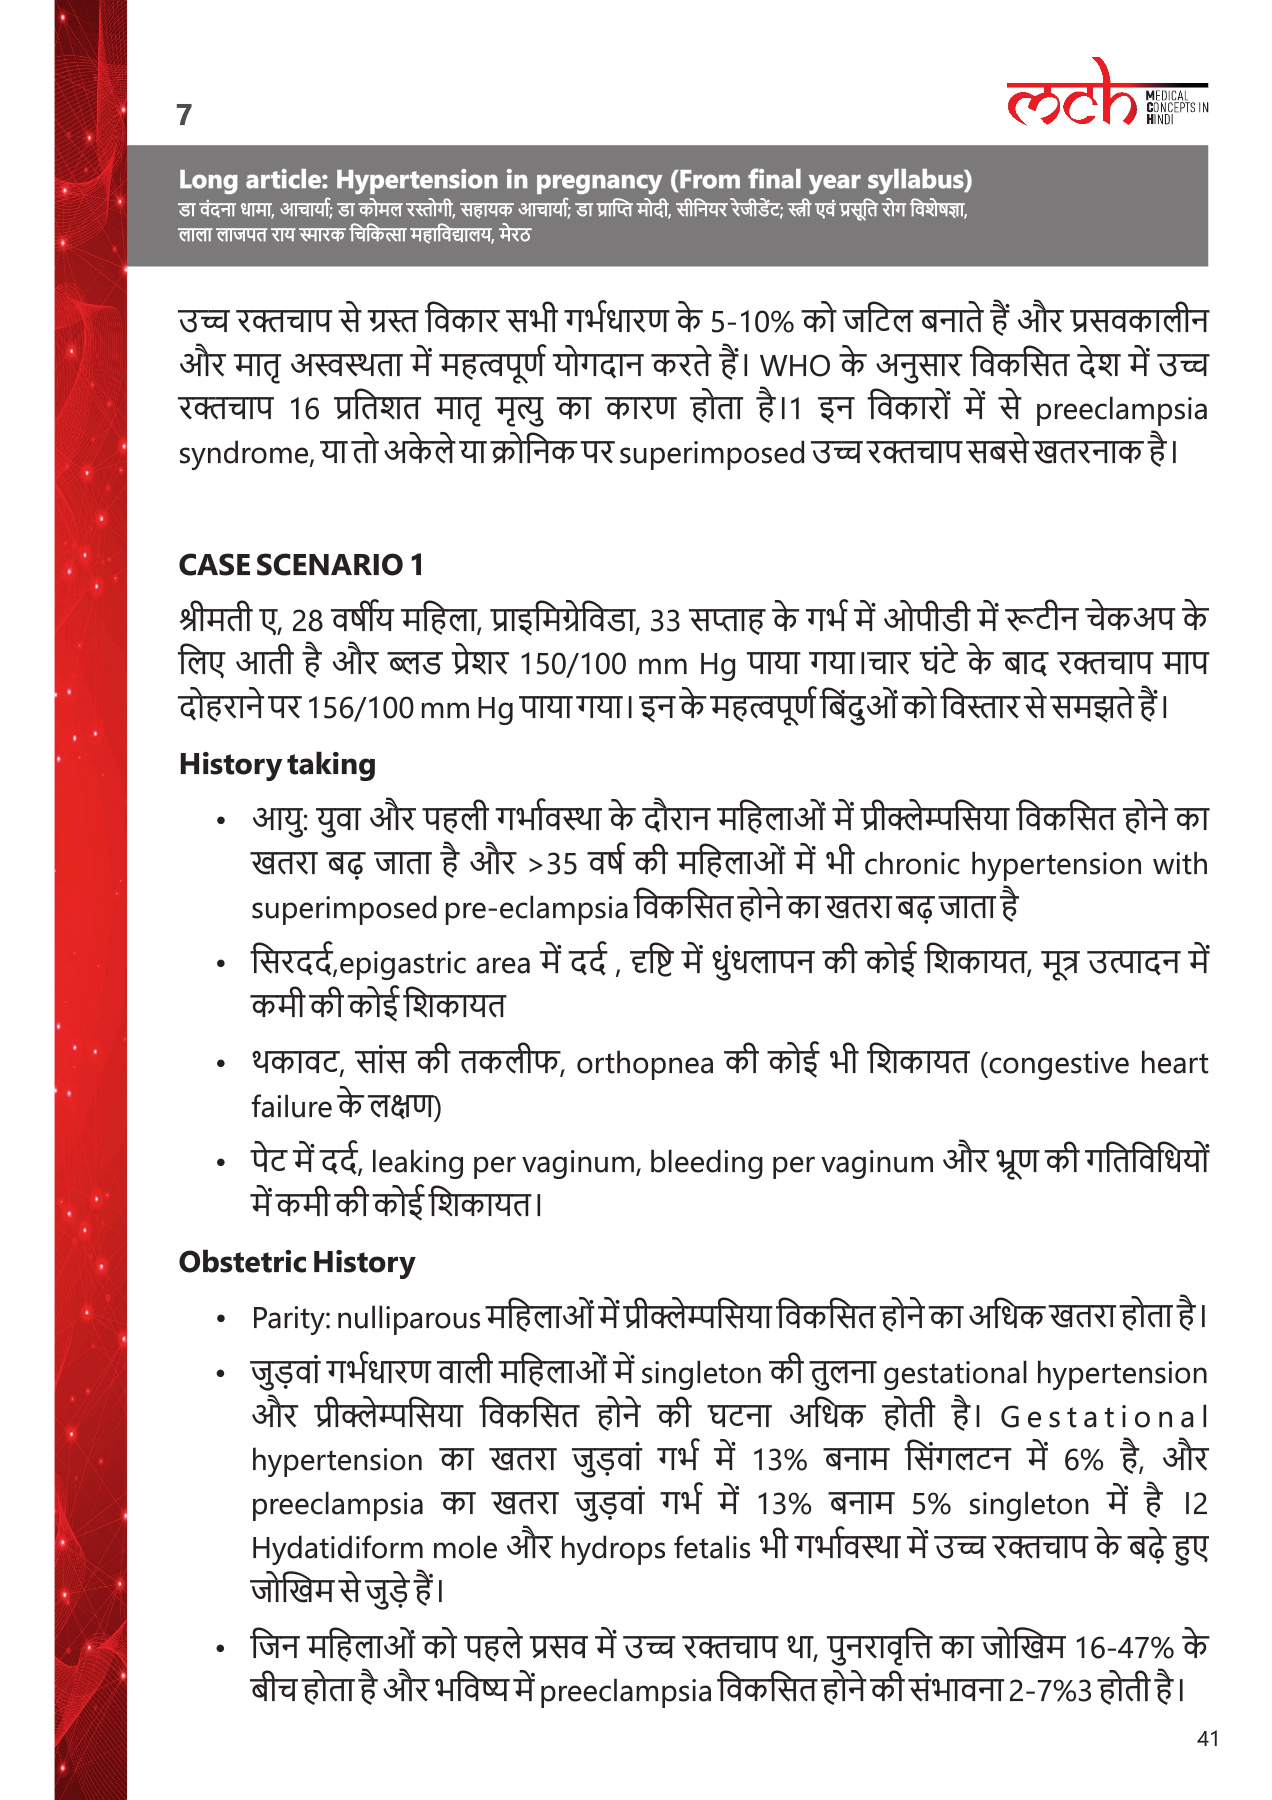 7
mch
MEDICAL
CONCEPTS IN
HINDI
Long article: Hypertension in pregnancy (From final year syllabus)
डा वंदना धामा, आचार्या; डा कोमल रस्तोगी, सहायक आचार्या; डा प्राप्ति मोदी, सीनियर रेजीडेंट; स्त्री एवं प्रसूति रोग विशेषज्ञा,
लाला लाजपत राय स्मारक चिकित्सा महाविद्यालय, मेरठ
उच्च रक्तचाप से ग्रस्त विकार सभी गर्भधारण के 5-10% को जटिल बनाते हैं और प्रसवकालीन
और मातृ अस्वस्थता में महत्वपूर्ण योगदान करते हैं। WHO के अनुसार विकसित देश में उच्च
रक्तचाप 16 प्रतिशत मातृ मृत्यु का कारण होता है।1 इन विकारों में से preeclampsia
syndrome, या तो अकेले या क्रोनिक पर superimposed उच्च रक्तचाप सबसे खतरनाक है।
CASE SCENARIO 1
श्रीमती ए, 28 वर्षीय महिला, प्राइमिग्रेविडा, 33 सप्ताह के गर्भ में ओपीडी में रूटीन चेकअप के
लिए आती है और ब्लड प्रेशर 150/100 mm Hg पाया गया।चार घंटे के बाद रक्तचाप माप
दोहराने पर 156/100 mm Hg पाया गया। इन के महत्वपूर्ण बिंदुओं को विस्तार से समझते हैं।
History taking
• आयु: युवा और पहली गर्भावस्था के दौरान महिलाओं में प्रीक्लेम्पसिया विकसित होने का
खतरा बढ़ जाता है और >35 वर्ष की महिलाओं में भी chronic hypertension with
superimposed pre-eclampsia विकसित होने का खतरा बढ़ जाता है
• सिरदर्द,epigastric area में दर्द , दृष्टि में धुंधलापन की कोई शिकायत, मूत्र उत्पादन में
कमी की कोई शिकायत
• थकावट, सांस की तकलीफ, orthopnea की कोई भी शिकायत (congestive heart
failure के लक्षण)
• पेट में दर्द, leaking per vaginum, bleeding per vaginum और भ्रूण की गतिविधियों
में कमी की कोई शिकायत।
Obstetric History
• Parity: nulliparous महिलाओं में प्रीक्लेम्पसिया विकसित होने का अधिक खतरा होता है।
• जुड़वां गर्भधारण वाली महिलाओं में singleton की तुलना gestational hypertension
और प्रीक्लेम्पसिया विकसित होने की घटना अधिक होती है। Gestational
hypertension का खतरा जुड़वां गर्भ में 13% बनाम सिंगलटन में 6% है, और
preeclampsia का खतरा जुड़वां गर्भ में 13% बनाम 5% singleton में है ।2
Hydatidiform mole और hydrops fetalis भी गर्भावस्था में उच्च रक्तचाप के बढ़े हुए
जोखिम से जुड़े हैं।
• जिन महिलाओं को पहले प्रसव में उच्च रक्तचाप था, पुनरावृत्ति का जोखिम 16-47% के
बीच होता है और भविष्य में preeclampsia विकसित होने की संभावना 2-7%3 होती है।
41